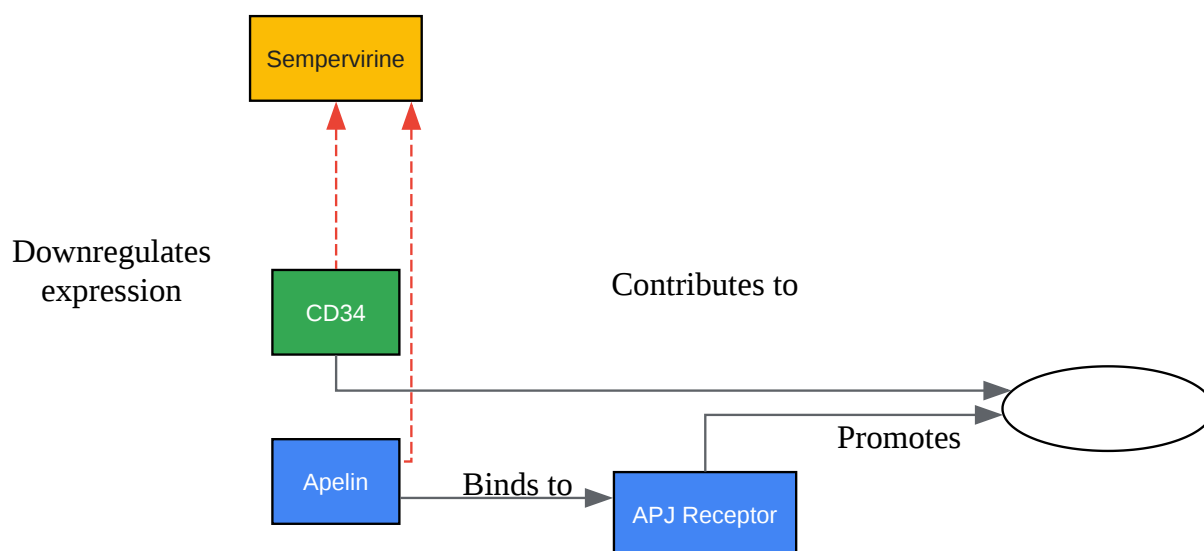 Sempervirine
Downregulates
expression
Contributes to
CD34
Promotes
Apelin
Binds to
APJ Receptor